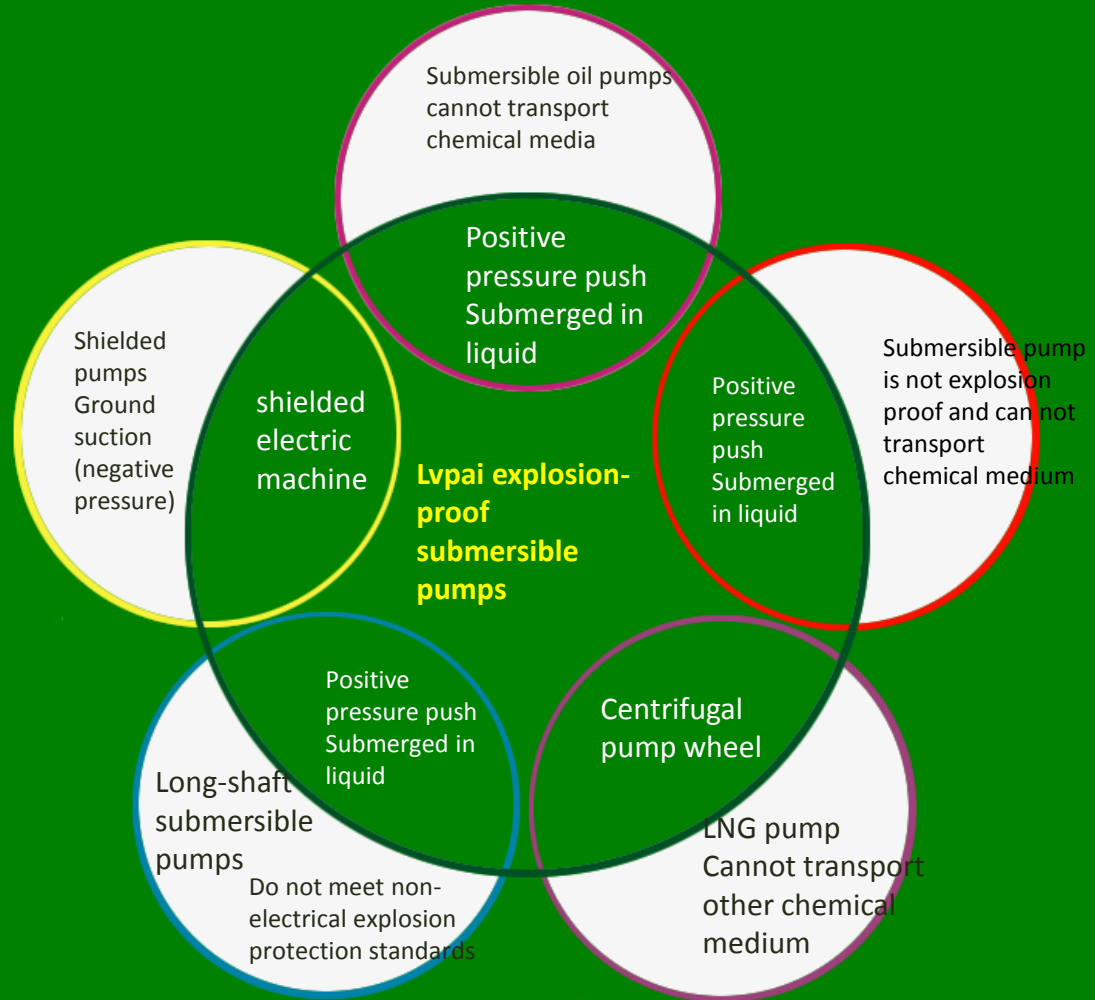 Submersible oil pumps
cannot transport
chemical media
Positive
pressure push
Submerged in
liquid
Shielded
pumps
Ground
suction
(negative
pressure)
shielded
electric
machine
Lvpai explosion-
proof
submersible
pumps
Positive
pressure
push
Submerged
in liquid
Submersible pump
is not explosion
proof and can not
transport
chemical medium
Positive
pressure push
Submerged in
liquid
Long-shaft
submersible
pumps
Do not meet non-
electrical explosion
protection standards
Centrifugal
pump wheel
LNG pump
Cannot transport
other chemical
medium